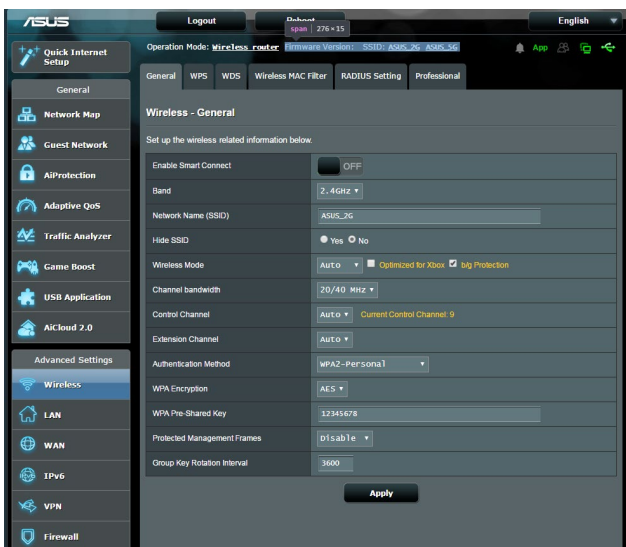 ASUS
Logout
Reboot
English
span | 276×15
Quick Internet
Setup
Operation Mode: Wireless router Firmware Version: SSID: ASUS_2G ASUS_5G
App
General WPS WDS Wireless MAC Filter RADIUS Setting Professional
General
Network Map
Guest Network
AiProtection
Adaptive QoS
Traffic Analyzer
Game Boost
USB Application
AiCloud 2.0
Advanced Settings
Wireless
LAN
WAN
IPv6
VPN
Firewall
Wireless - General
Set up the wireless related information below.
Enable Smart Connect OFF
Band 2.4GHz
Network Name (SSID) ASUS_2G
Hide SSID Yes No
Wireless Mode Auto Optimized for Xbox b/g Protection
Channel bandwidth 20/40 MHz
Control Channel Auto Current Control Channel: 9
Extension Channel Auto
Authentication Method WPA2-Personal
WPA Encryption AES
WPA Pre-Shared Key 12345678
Protected Management Frames Disable
Group Key Rotation Interval 3600
Apply